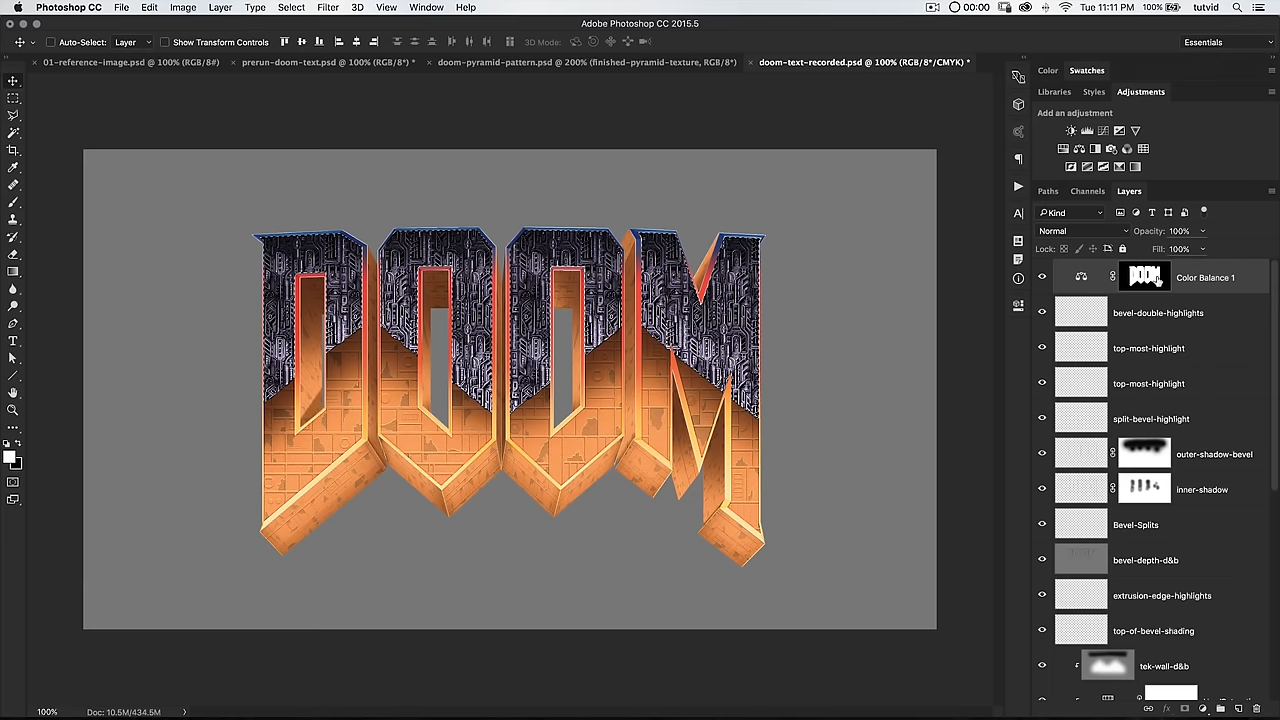 Photoshop File Edit Image Layer Type Select Filter 3D View Window Help 00:00 100% Tue 11:11 PM tutvid
Adobe Photoshop CC 2015.5
Auto-Select: Layer Show Transform Controls 3D Mode: Essentials
× 01-reference-image.psd @ 100% (RGB/8#) × prerun-doom-text.psd @ 100% (RGB/8*) * × doom-pyramid-pattern.psd @ 200% (finished-pyramid-texture, RGB/8*) × doom-text-recorded.psd @ 100% (RGB/8*/CMYK) *
Color Swatches
Libraries Styles Adjustments
Add an adjustment
Paths Channels Layers
Kind
Normal Opacity: 100%
Lock: Fill: 100%
DOOM
DOOM Color Balance 1
bevel-double-highlights
top-most-highlight
top-most-highlight
split-bevel-highlight
outer-shadow-bevel
inner-shadow
Bevel-Splits
bevel-depth-d&b
extrusion-edge-highlights
top-of-bevel-shading
tek-wall-d&b
100% Doc: 10.5M/434.5M